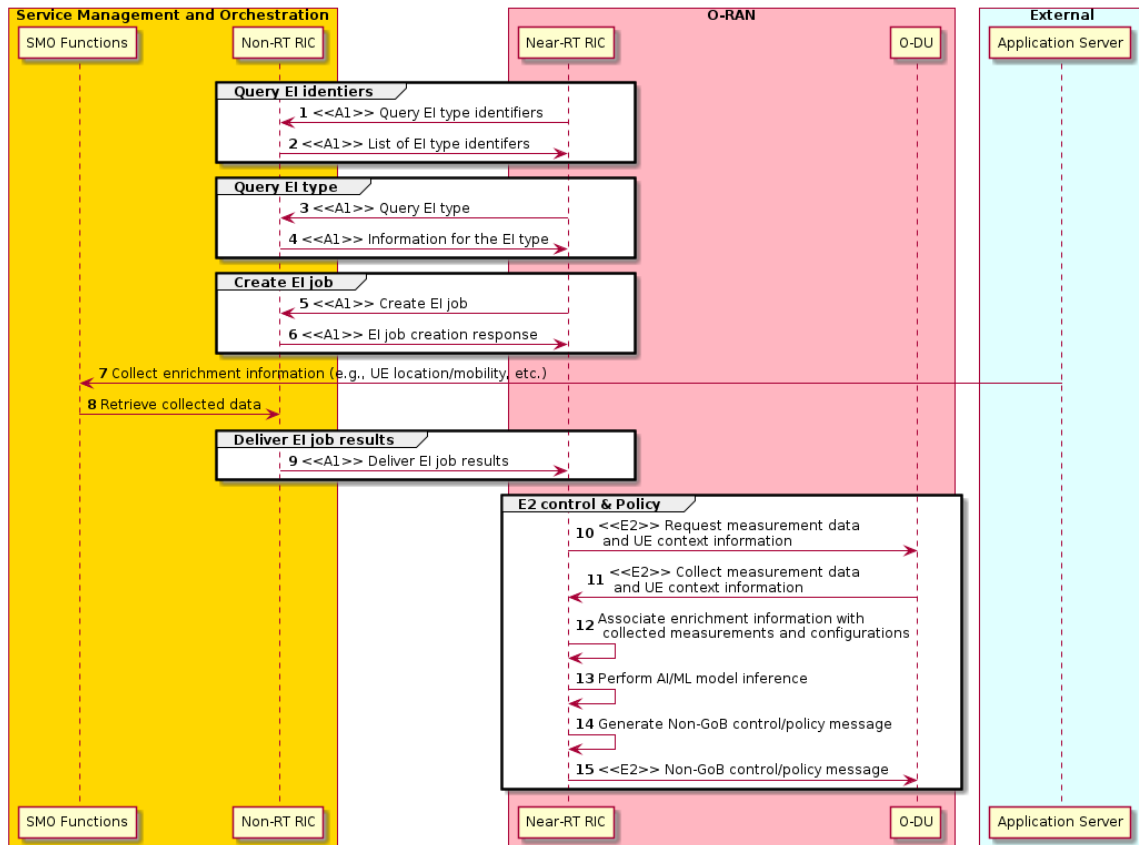 Service Management and Orchestration
O-RAN
External
SMO Functions
Non-RT RIC
Near-RT RIC
O-DU
Application Server
Query EI identiers
1 <<A1>> Query EI type identifiers
2 <<A1>> List of EI type identifers
Query EI type
3 <<A1>> Query EI type
4 <<A1>> Information for the EI type
Create EI job
5 <<A1>> Create EI job
6 <<A1>> EI job creation response
7 Collect enrichment information (e.g., UE location/mobility, etc.)
8 Retrieve collected data
Deliver EI job results
9 <<A1>> Deliver EI job results
E2 control & Policy
10 <<E2>> Request measurement data
and UE context information
11 <<E2>> Collect measurement data
and UE context information
12 Associate enrichment information with
collected measurements and configurations
13 Perform AI/ML model inference
14 Generate Non-GoB control/policy message
15 <<E2>> Non-GoB control/policy message
SMO Functions
Non-RT RIC
Near-RT RIC
O-DU
Application Server